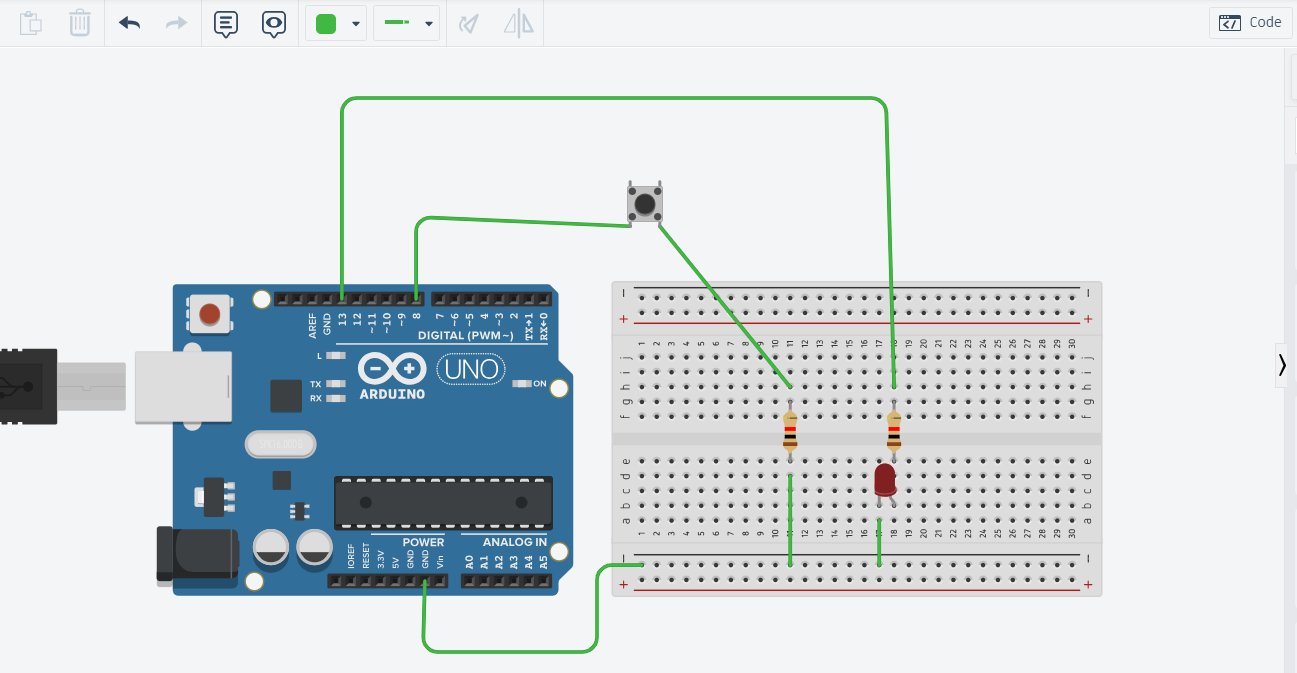 Code
AREF
GND
13
12
~11
~10
~9
8
7
~6
~5
4
~3
2
TX→1
RX←0
DIGITAL (PWM ~)
L
TX
RX
ARDUINO
UNO
ON
IOREF
RESET
3.3V
5V
GND
GND
Vin
POWER
ANALOG IN
A0
A1
A2
A3
A4
A5
− −
+ +
1 2 3 4 5 6 7 8 9 10 11 12 13 14 15 16 17 18 19 20 21 22 23 24 25 26 27 28 29 30
j j
i i
h h
g g
f f
e e
d d
c c
b b
a a
1 2 3 4 5 6 7 8 9 10 11 12 13 14 15 16 17 18 19 20 21 22 23 24 25 26 27 28 29 30
− −
+ +